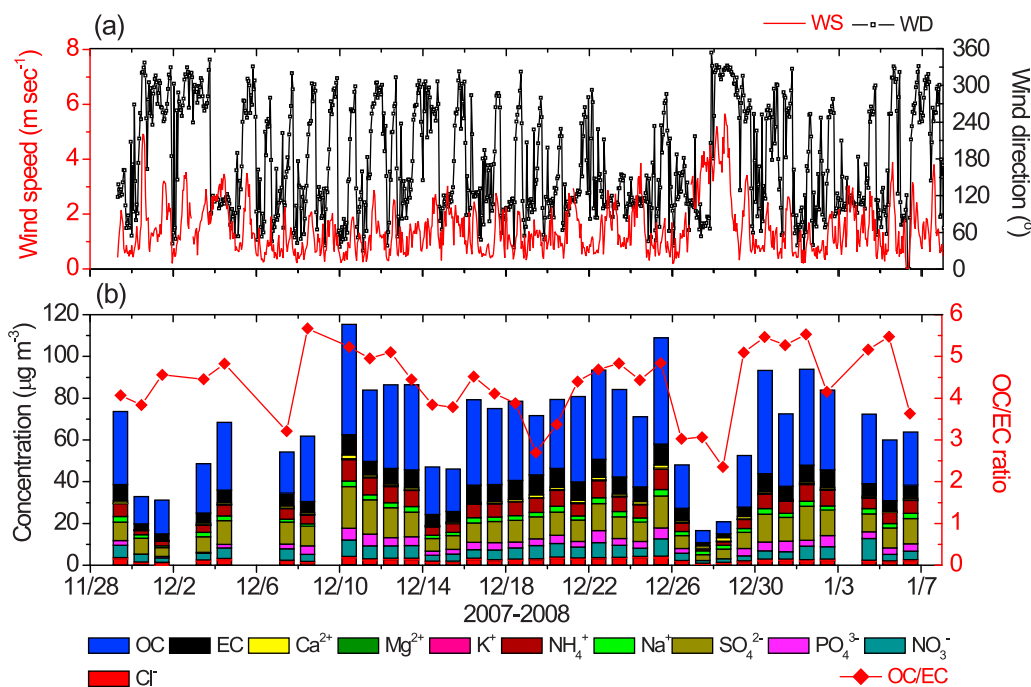 (a)
WS WD
8
6
4
2
0
Wind speed (m sec⁻¹)
360
300
240
180
120
60
0
Wind direction (°)
(b)
120
100
80
60
40
20
0
Concentration (μg m⁻³)
6
5
4
3
2
1
0
OC/EC ratio
11/28 12/2 12/6 12/10 12/14 12/18 12/22 12/26 12/30 1/3 1/7
2007-2008
OC EC Ca²⁺ Mg²⁺ K⁺ NH₄⁺ Na⁺ SO₄²⁻ PO₄³⁻ NO₃⁻
Cl⁻ OC/EC